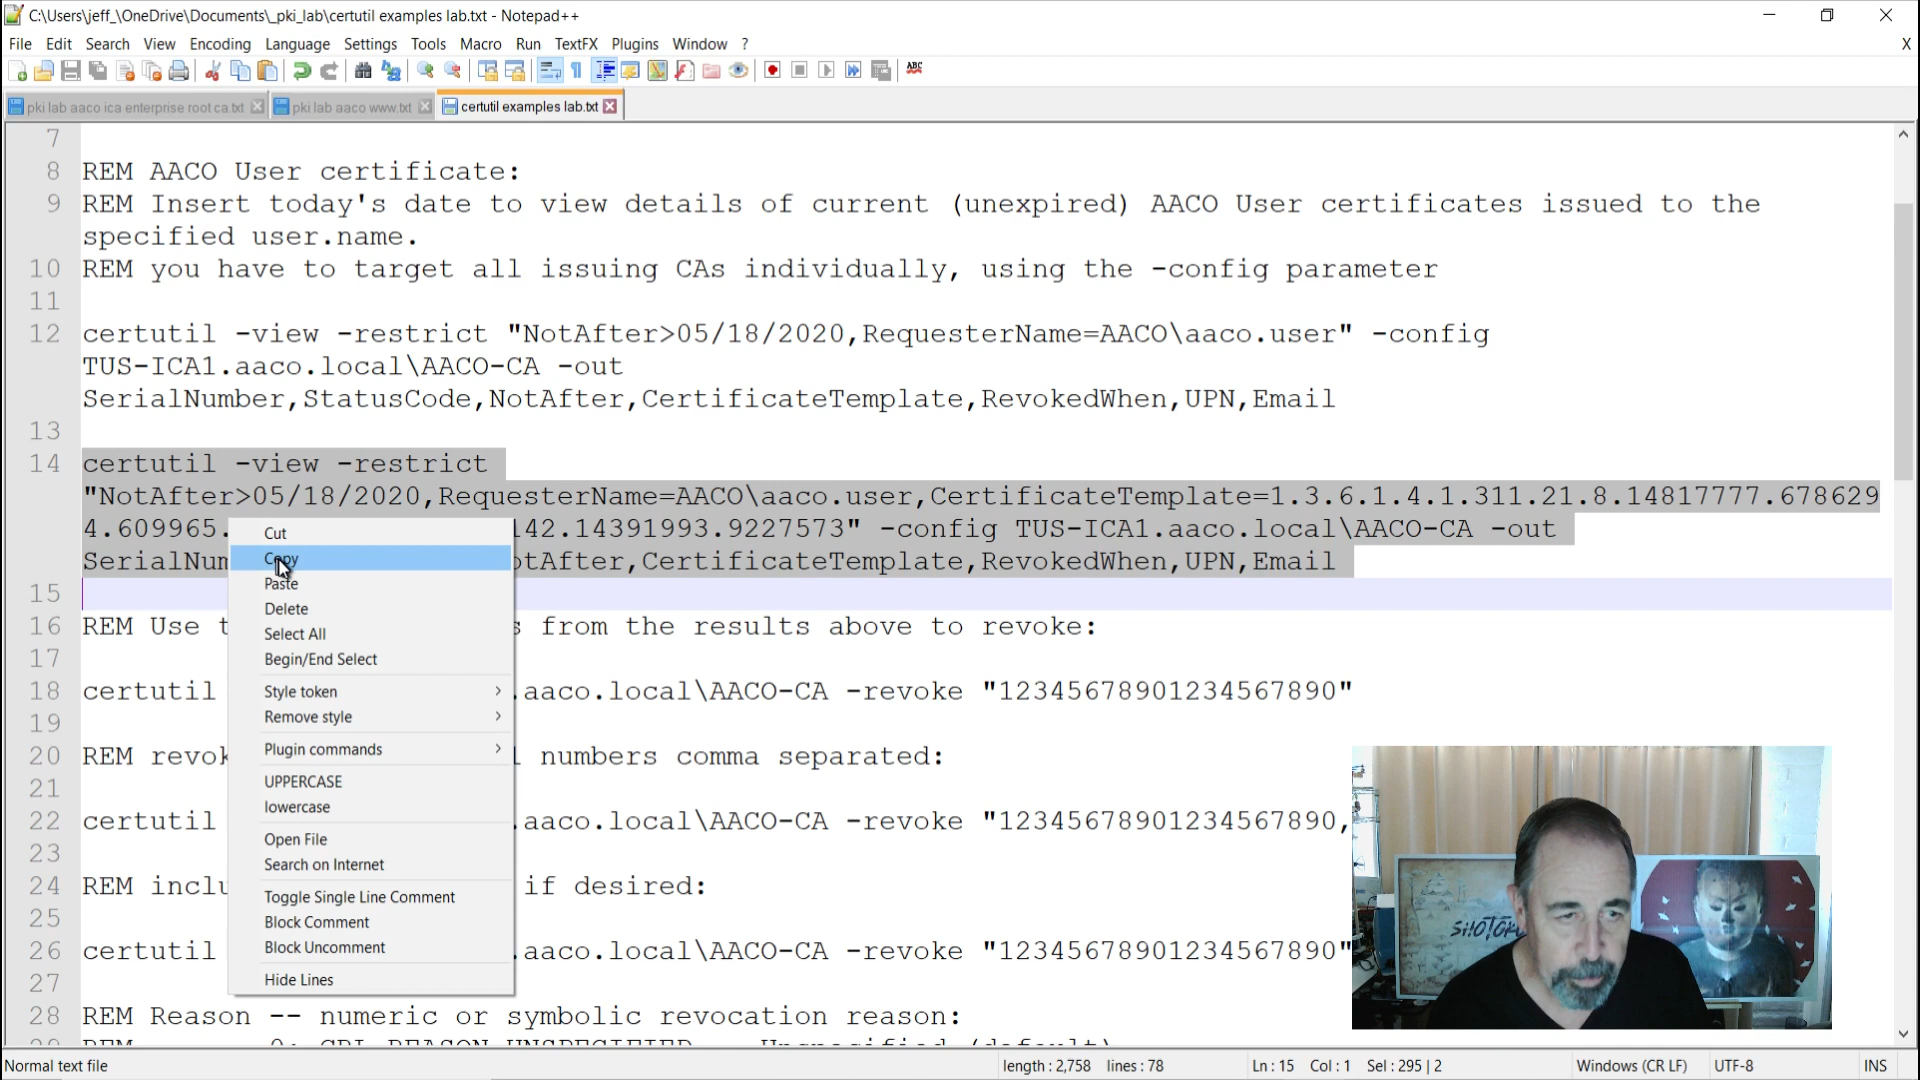 C:\Users\jeff_\OneDrive\Documents\_pki_lab\certutil examples lab.txt - Notepad++
File Edit Search View Encoding Language Settings Tools Macro Run TextFX Plugins Window ? X
ABC
pki lab aaco ica enterprise root ca.txt pki lab aaco www.txt certutil examples lab.txt
7
8 REM AACO User certificate:
9 REM Insert today's date to view details of current (unexpired) AACO User certificates issued to the
specified user.name.
10 REM you have to target all issuing CAs individually, using the -config parameter
11
12 certutil -view -restrict "NotAfter>05/18/2020,RequesterName=AACO\aaco.user" -config
TUS-ICA1.aaco.local\AACO-CA -out
SerialNumber,StatusCode,NotAfter,CertificateTemplate,RevokedWhen,UPN,Email
13
14 certutil -view -restrict
"NotAfter>05/18/2020,RequesterName=AACO\aaco.user,CertificateTemplate=1.3.6.1.4.1.311.21.8.14817777.678629
4.609965. 142.14391993.9227573" -config TUS-ICA1.aaco.local\AACO-CA -out
SerialNum otAfter,CertificateTemplate,RevokedWhen,UPN,Email
15
16 REM Use from the results above to revoke:
17
18 certutil .aaco.local\AACO-CA -revoke "12345678901234567890"
19
20 REM revok numbers comma separated:
21
22 certutil .aaco.local\AACO-CA -revoke "12345678901234567890,
23
24 REM inclu if desired:
25
26 certutil .aaco.local\AACO-CA -revoke "12345678901234567890"
27
28 REM Reason -- numeric or symbolic revocation reason:
Cut
Copy
Paste
Delete
Select All
Begin/End Select
Style token
Remove style
Plugin commands
UPPERCASE
lowercase
Open File
Search on Internet
Toggle Single Line Comment
Block Comment
Block Uncomment
Hide Lines
Normal text file length : 2,758 lines : 78 Ln : 15 Col : 1 Sel : 295 | 2 Windows (CR LF) UTF-8 INS